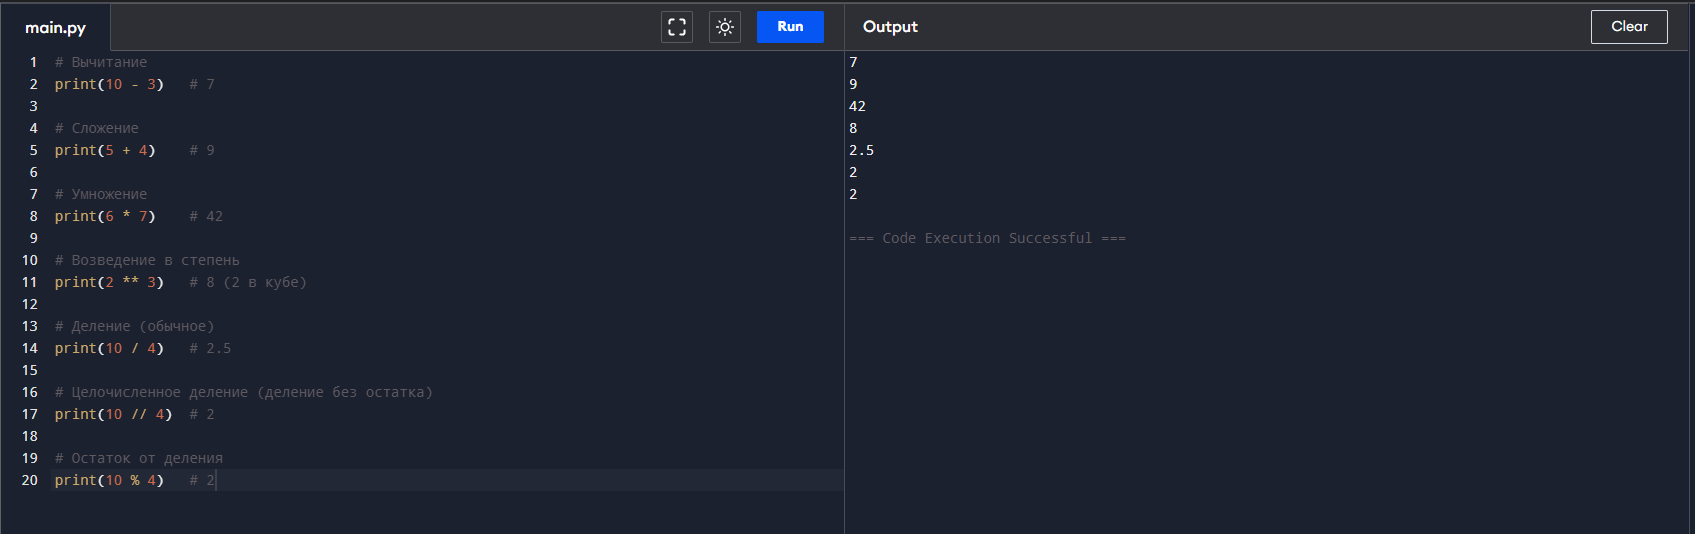 main.py
Run
1 # Вычитание
2 print(10 - 3)   # 7
3
4 # Сложение
5 print(5 + 4)    # 9
6
7 # Умножение
8 print(6 * 7)    # 42
9
10 # Возведение в степень
11 print(2 ** 3)   # 8 (2 в кубе)
12
13 # Деление (обычное)
14 print(10 / 4)   # 2.5
15
16 # Целочисленное деление (деление без остатка)
17 print(10 // 4)  # 2
18
19 # Остаток от деления
20 print(10 % 4)   # 2
Output
Clear
7
9
42
8
2.5
2
2
=== Code Execution Successful ===